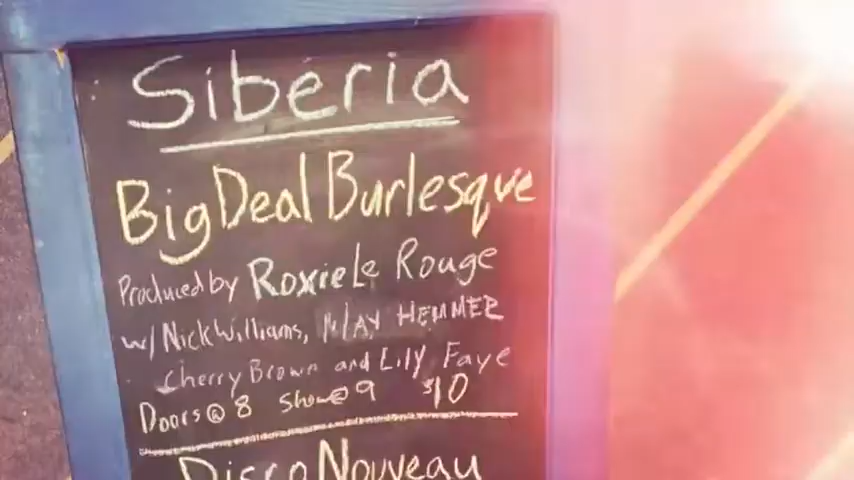 Siberia
Big Deal Burlesque
Produced by Roxie Le Rouge
w/ Nick Williams, MAY HEMMER
Cherry Brown and Lily Faye
Doors @ 8 Show @ 9 $10
Disco Nouveau